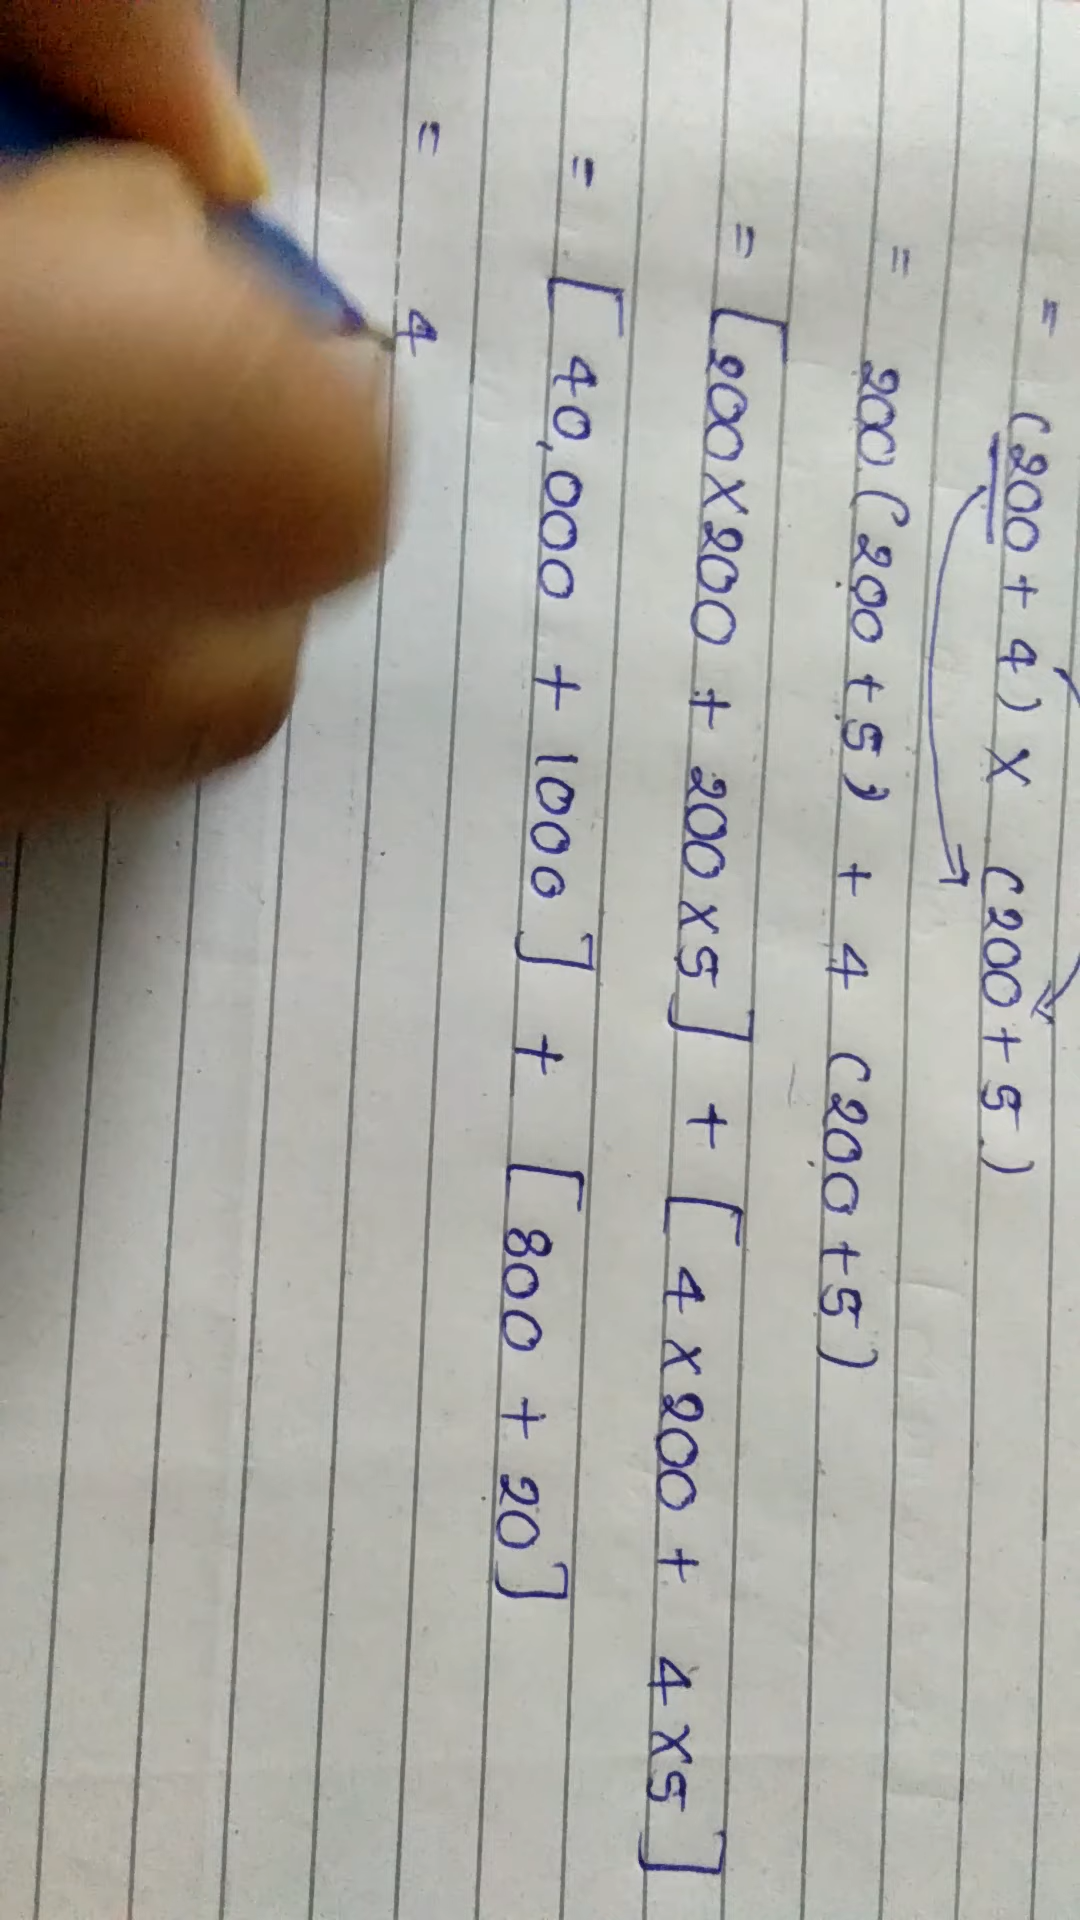 = (200 + 4) × (200 + 5)
= 200 (200 + 5) + 4 (200 + 5)
= [200 × 200 + 200 × 5] + [4 × 200 + 4 × 5]
= [40,000 + 1000] + [800 + 20]
= 4